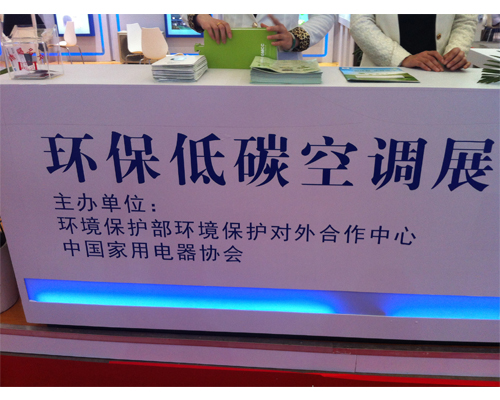 环保低碳空调展
主办单位：
环境保护部环境保护对外合作中心
中国家用电器协会